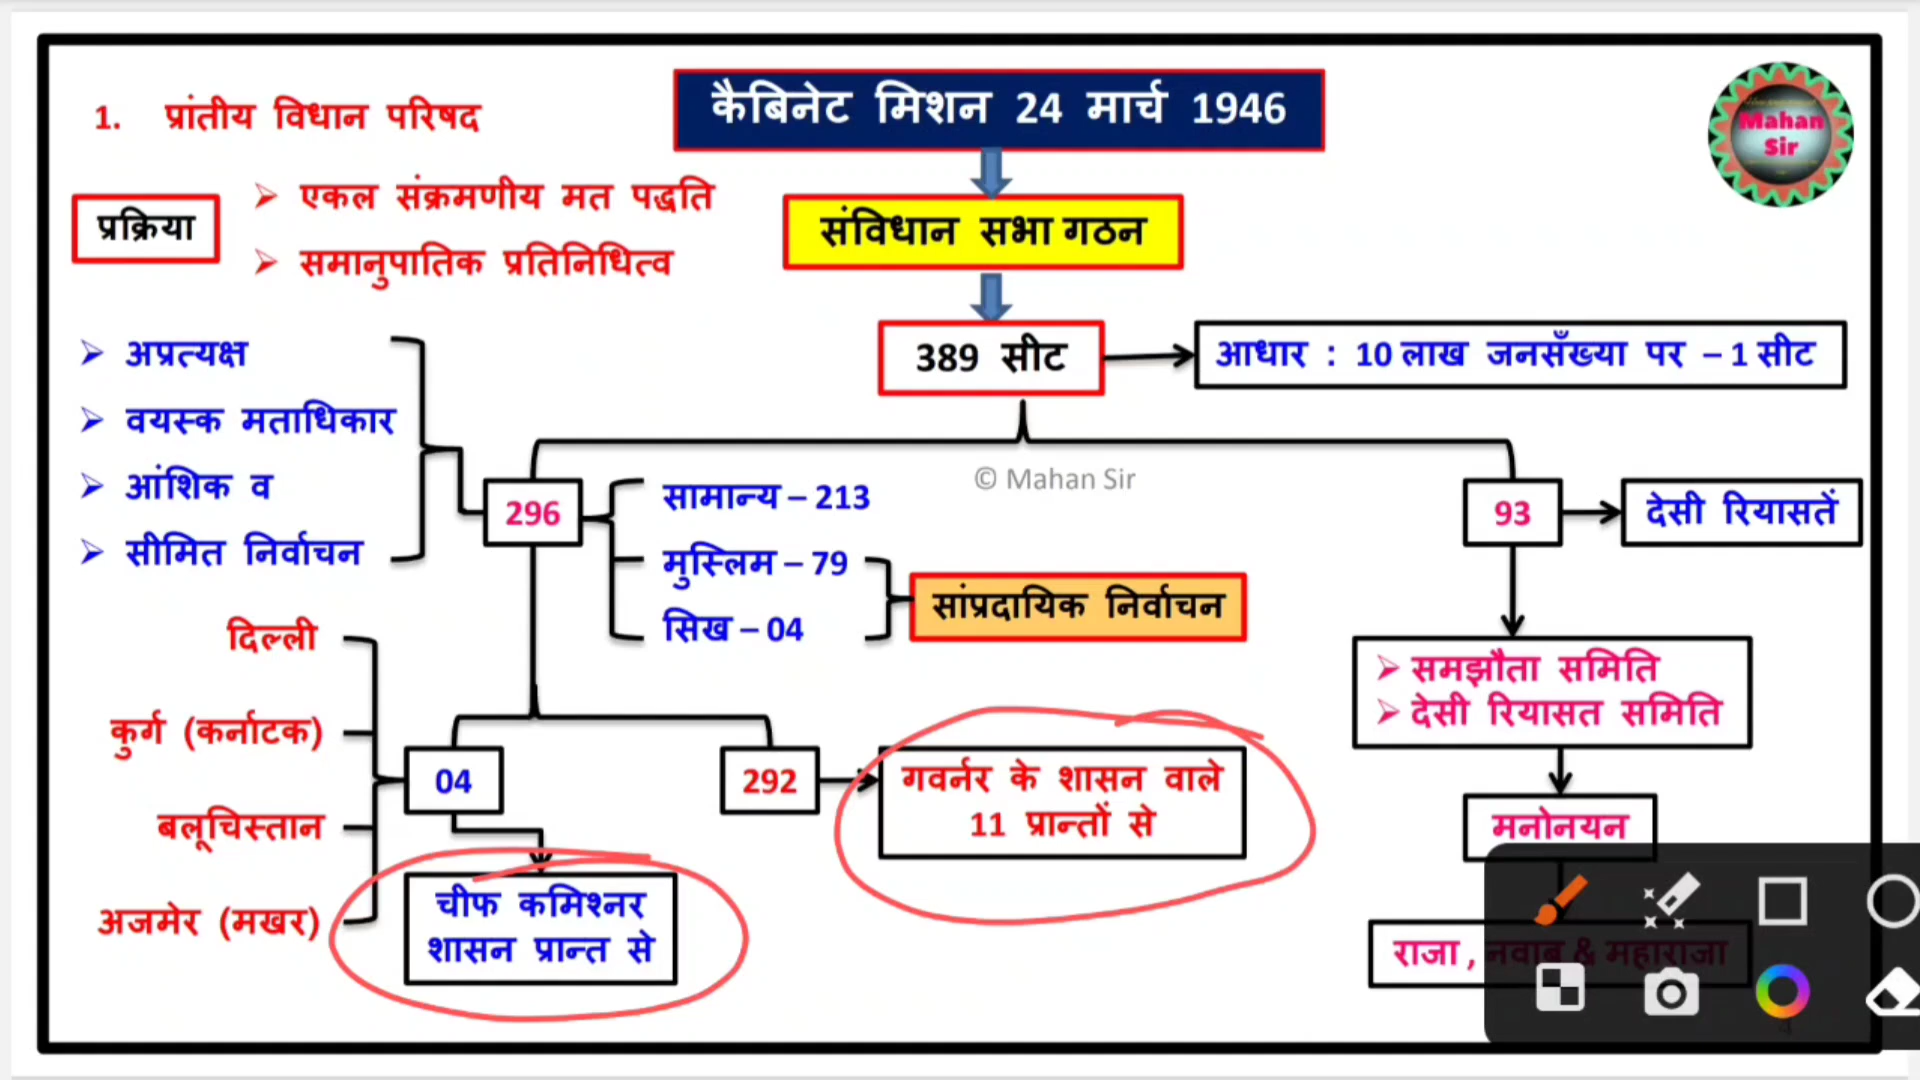 कैबिनेट मिशन 24 मार्च 1946
Mahan
Sir
1. प्रांतीय विधान परिषद
प्रक्रिया
➢ एकल संक्रमणीय मत पद्धति
➢ समानुपातिक प्रतिनिधित्व
संविधान सभा गठन
389 सीट
आधार : 10 लाख जनसँख्या पर – 1 सीट
➢ अप्रत्यक्ष
➢ वयस्क मताधिकार
➢ आंशिक व
➢ सीमित निर्वाचन
296
सामान्य – 213
मुस्लिम – 79
सिख – 04
सांप्रदायिक निर्वाचन
© Mahan Sir
93
देसी रियासतें
➢ समझौता समिति
➢ देसी रियासत समिति
मनोनयन
राजा , नवाब & महाराजा
दिल्ली
कुर्ग (कर्नाटक)
बलूचिस्तान
अजमेर (मखर)
04
चीफ कमिश्नर
शासन प्रान्त से
292
गवर्नर के शासन वाले
11 प्रान्तों से
4